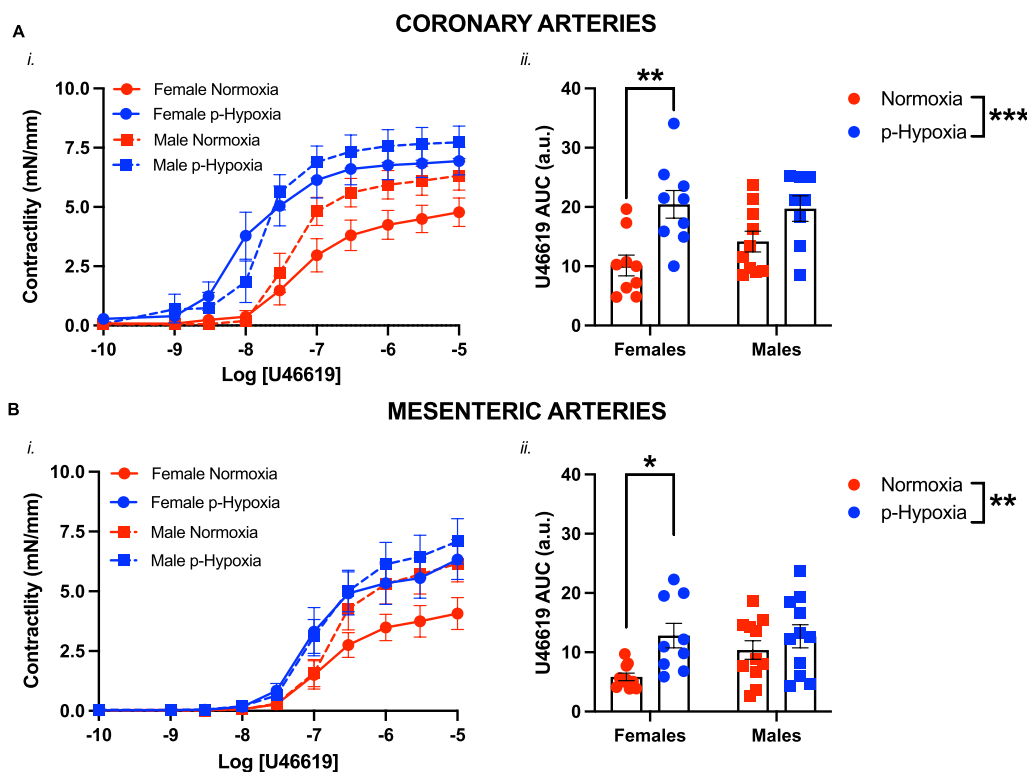 CORONARY ARTERIES
A
i.
Female Normoxia
Female p-Hypoxia
Male Normoxia
Male p-Hypoxia
Contractlity (mN/mm)
10.0
7.5
5.0
2.5
0.0
-10 -9 -8 -7 -6 -5
Log [U46619]
ii.
U46619 AUC (a.u.)
40
30
20
10
0
**
Females Males
Normoxia
p-Hypoxia
***
MESENTERIC ARTERIES
B
i.
Female Normoxia
Female p-Hypoxia
Male Normoxia
Male p-Hypoxia
Contractlity (mN/mm)
10.0
7.5
5.0
2.5
0.0
-10 -9 -8 -7 -6 -5
Log [U46619]
ii.
U46619 AUC (a.u.)
40
30
20
10
0
*
Females Males
Normoxia
p-Hypoxia
**